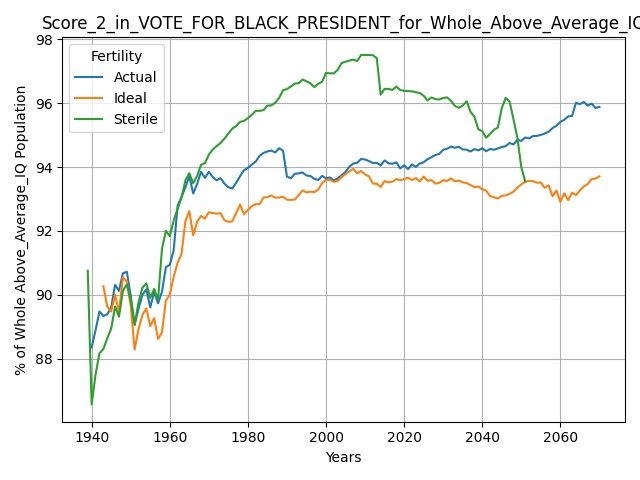 Score_2_in_VOTE_FOR_BLACK_PRESIDENT_for_Whole_Above_Average_IQ
% of Whole Above_Average_IQ Population
98
96
94
92
90
88
Fertility
Actual
Ideal
Sterile
1940 1960 1980 2000 2020 2040 2060
Years